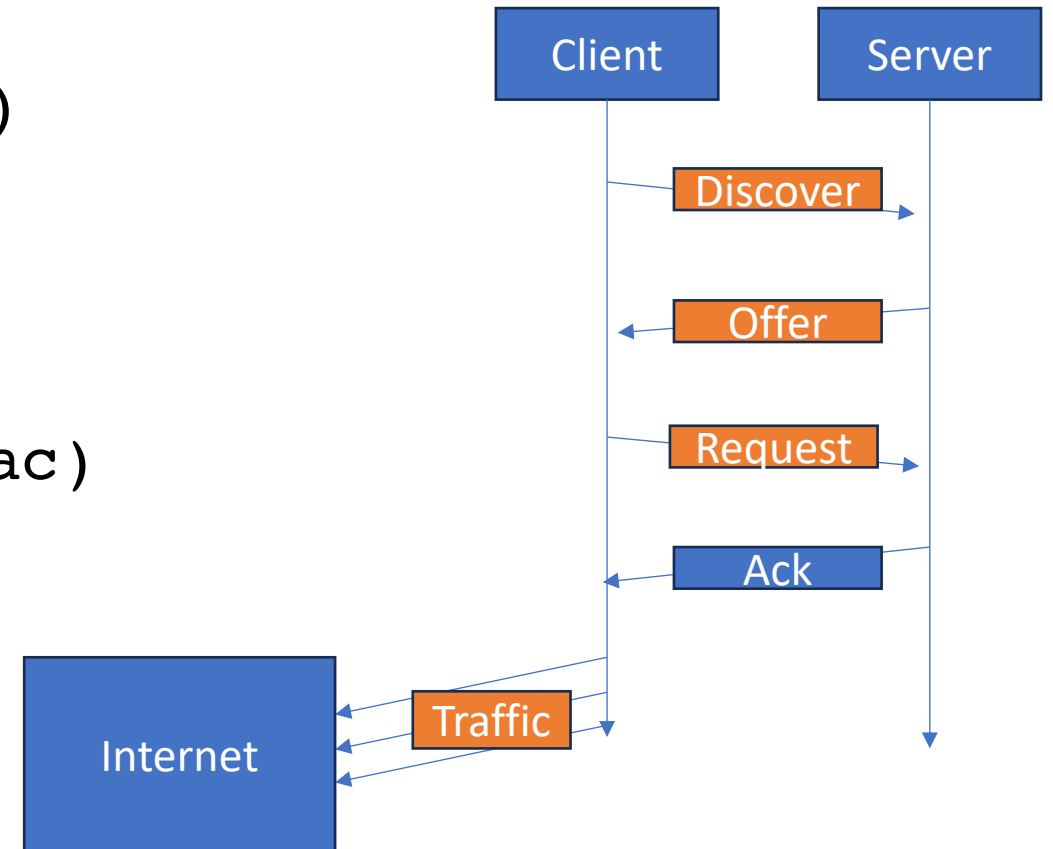 Client
Server
)
Discover
Offer
Request
ac)
Ack
Traffic
Internet